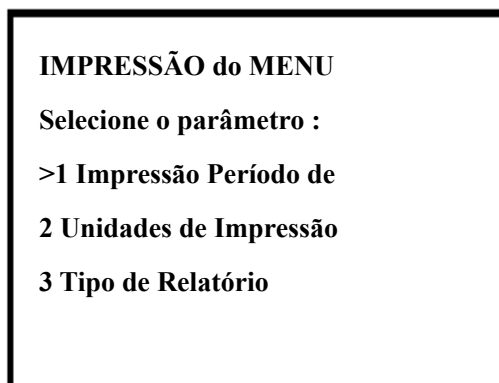 IMPRESSÃO do MENU
Selecione o parâmetro :
>1 Impressão Período de
2 Unidades de Impressão
3 Tipo de Relatório